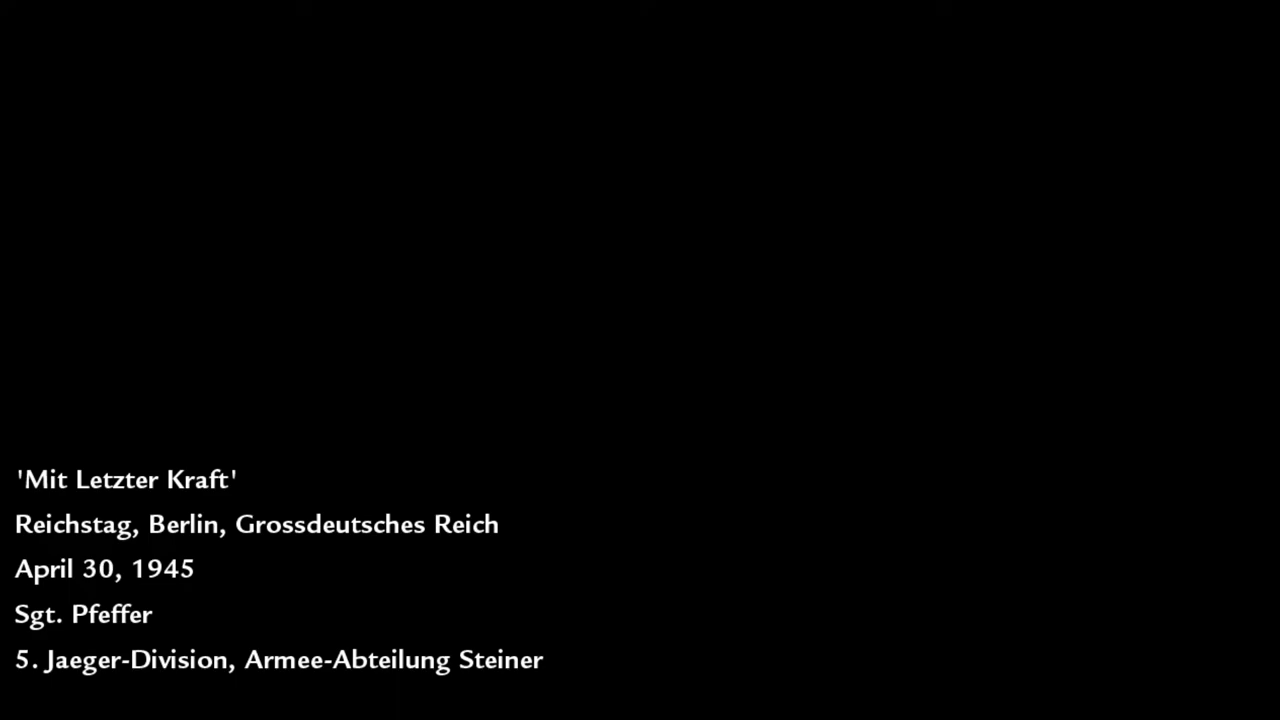 'Mit Letzter Kraft'
Reichstag, Berlin, Grossdeutsches Reich
April 30, 1945
Sgt. Pfeffer
5. Jaeger-Division, Armee-Abteilung Steiner